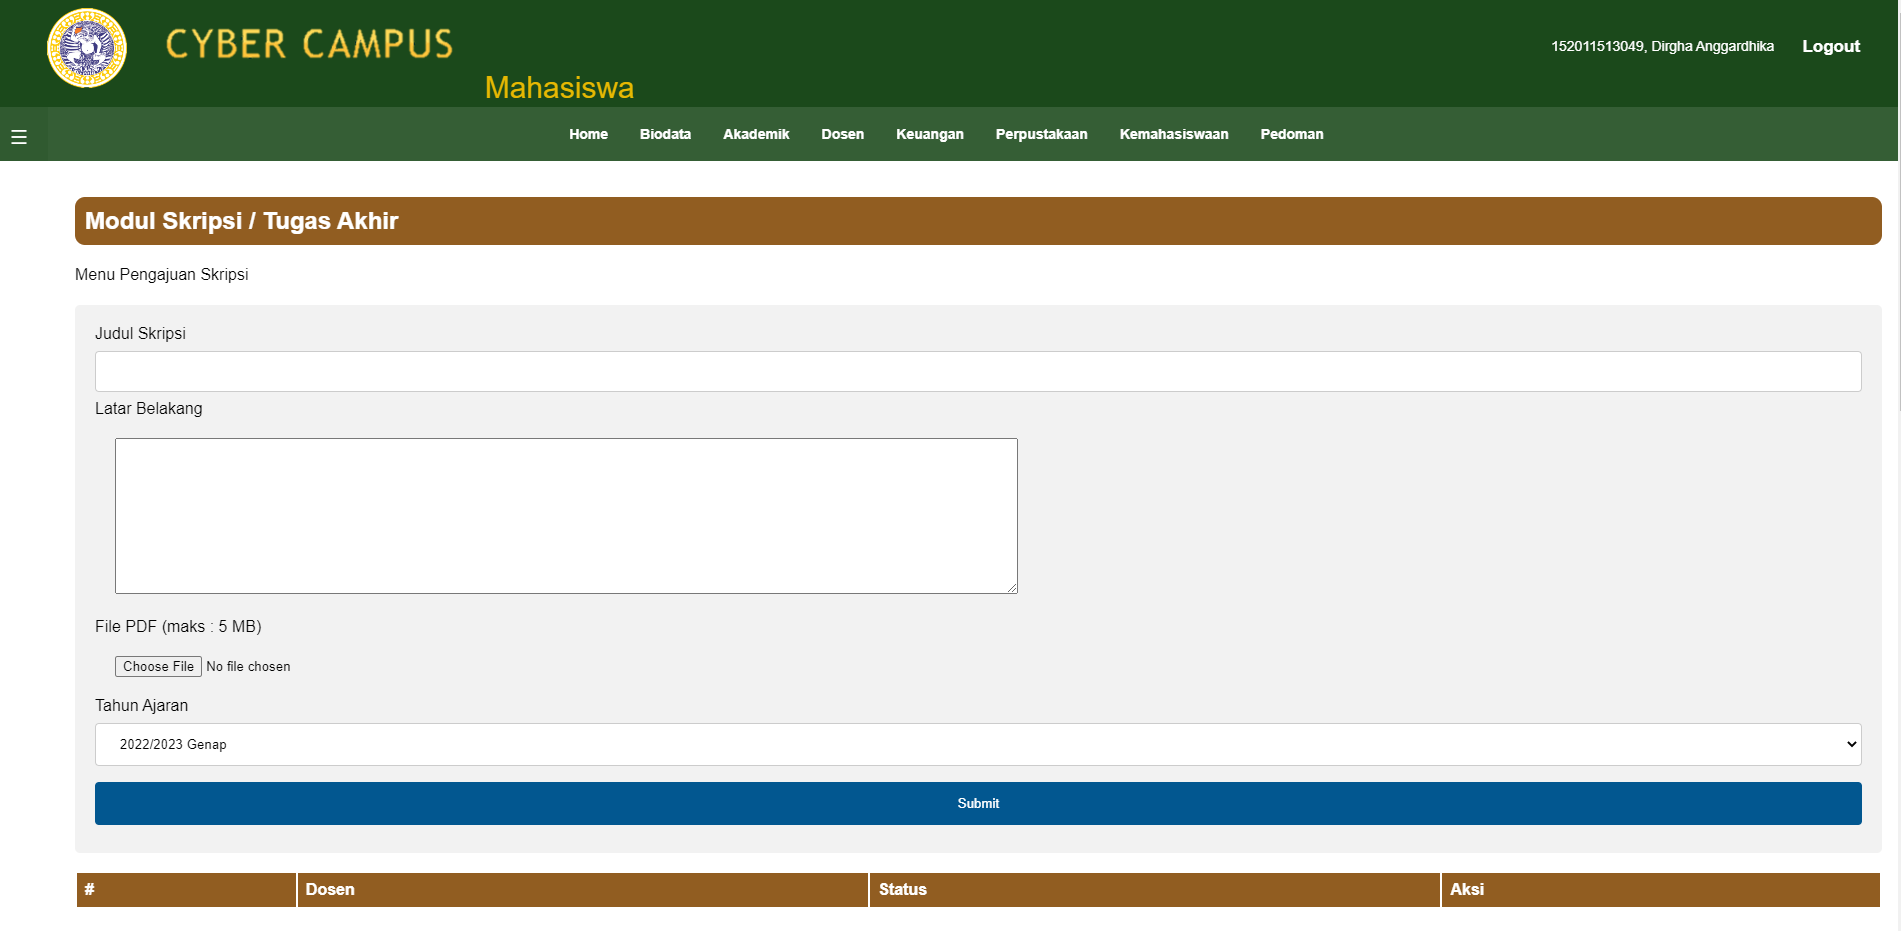 CYBER CAMPUS
Mahasiswa
152011513049, Dirgha Anggardhika Logout
☰ Home Biodata Akademik Dosen Keuangan Perpustakaan Kemahasiswaan Pedoman
Modul Skripsi / Tugas Akhir
Menu Pengajuan Skripsi
Judul Skripsi
Latar Belakang
File PDF (maks : 5 MB)
Choose File No file chosen
Tahun Ajaran
2022/2023 Genap
Submit
# Dosen Status Aksi